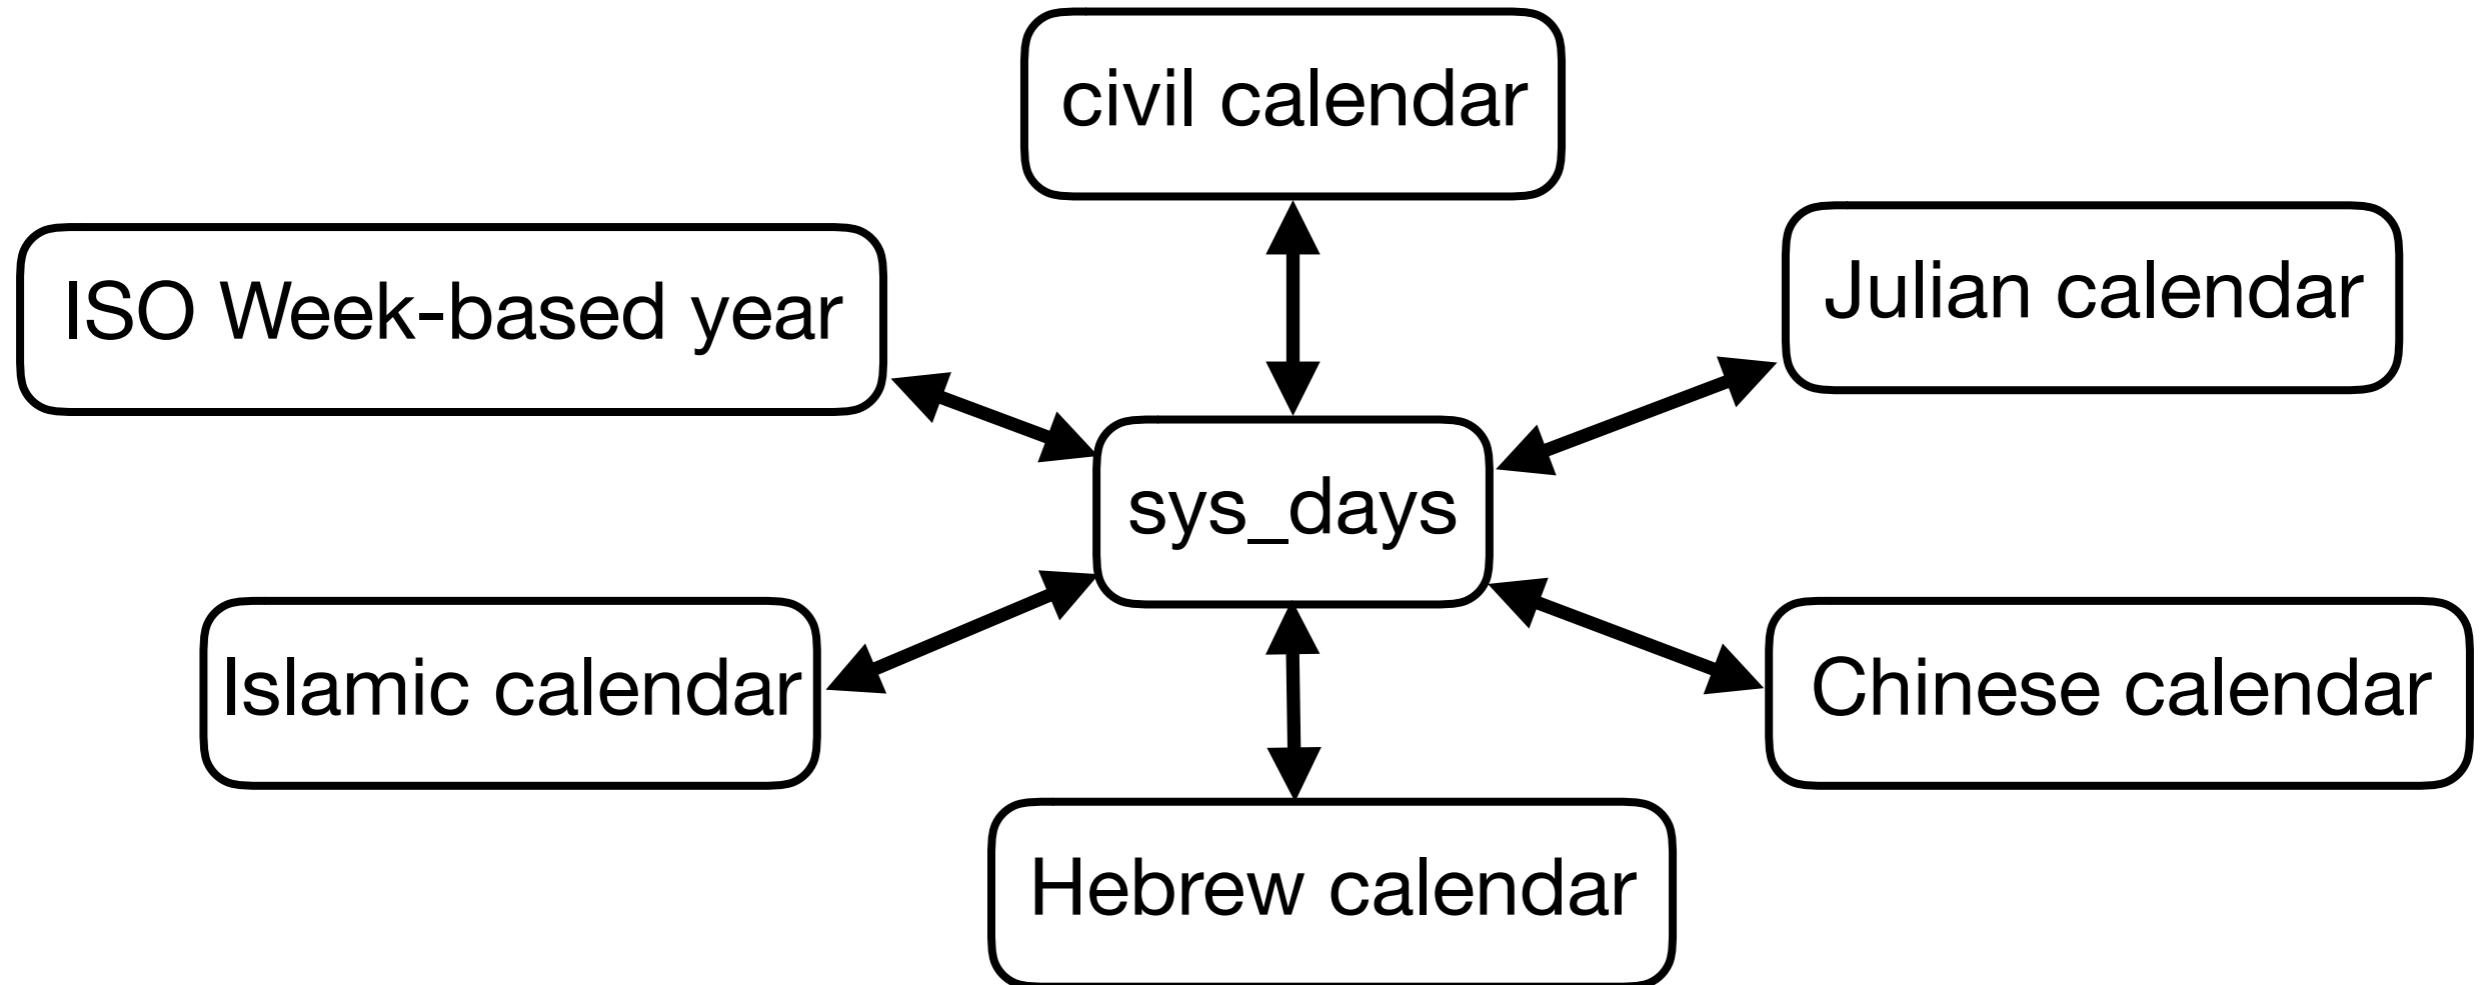 civil calendar
ISO Week-based year
Julian calendar
sys_days
Islamic calendar
Chinese calendar
Hebrew calendar